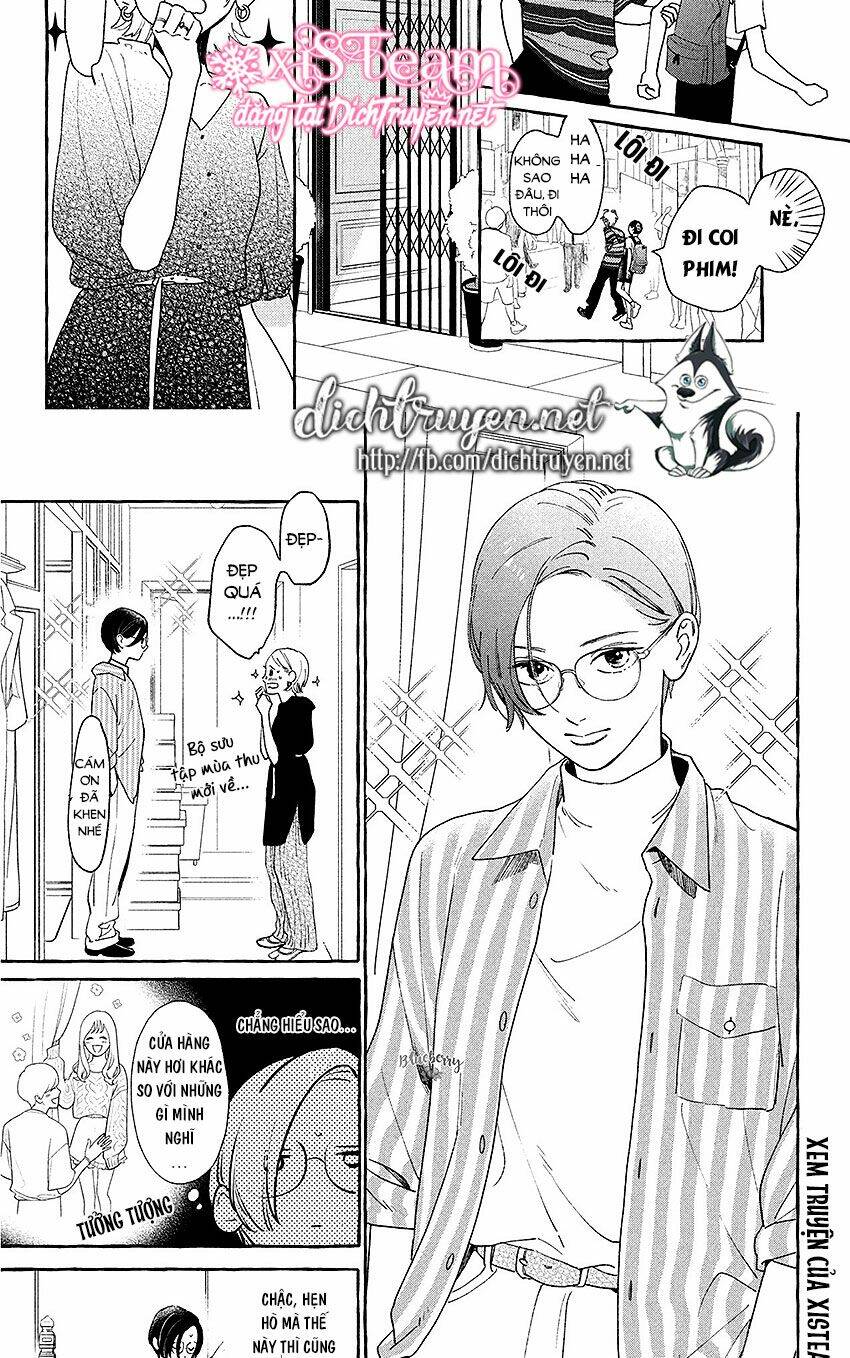 xisTeam
đăng tại DichTruyen.net
HA
HA
HA
KHÔNG
SAO
ĐÂU, ĐI
THÔI
LÔI ĐI
NÈ,
ĐI COI
PHIM!
LÔI ĐI
dichtruyen.net
http://fb.com/dichtruyen.net
ĐẸP-
ĐẸP
QUÁ
...!!!
Bộ sưu
tập mùa thu
mới về...
CÁM
ƠN ĐÃ
KHEN
NHÉ
CHẲNG HIỂU SAO...
CỬA HÀNG
NÀY HƠI KHÁC
SO VỚI NHỮNG
GÌ MÌNH
NGHĨ
...
TƯỞNG TƯỢNG
Blueberry
XEM TRUYỆN CỦA XISTEA
CHẬC, HẸN
HÒ MÀ THẾ
NÀY THÌ CŨNG